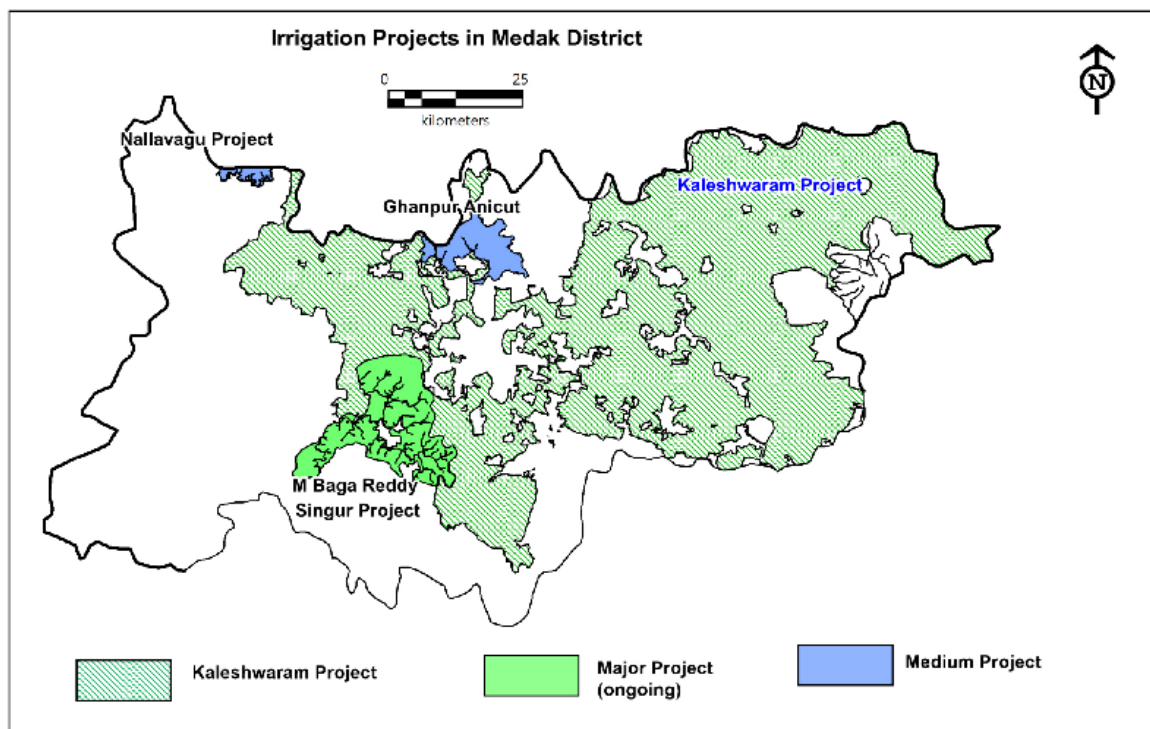 Irrigation Projects in Medak District
0 25
kilometers
N
Nallavagu Project
Kaleshwaram Project
Ghanpur Anicut
M Baga Reddy
Singur Project
Kaleshwaram Project
Major Project
(ongoing)
Medium Project